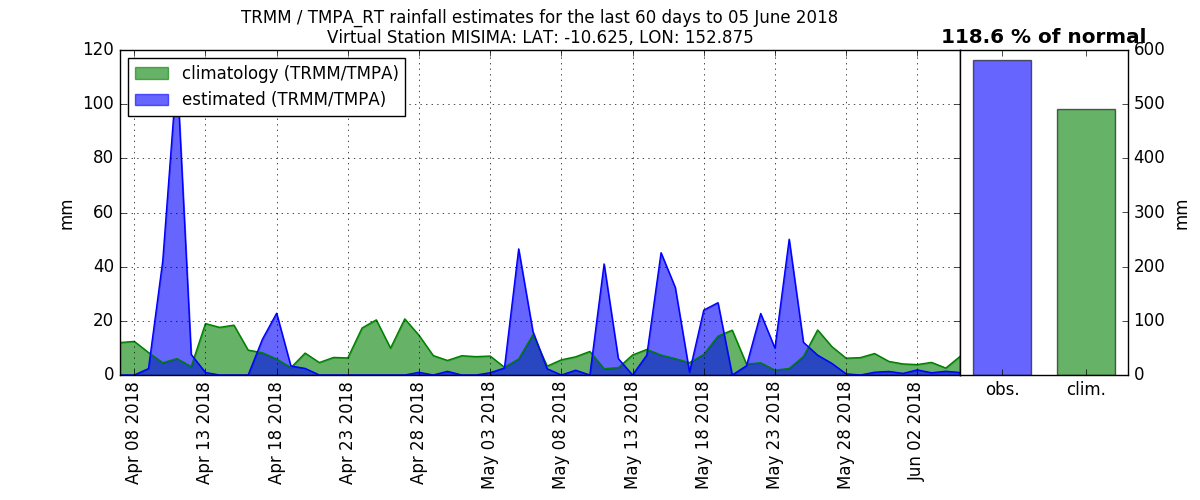 TRMM / TMPA_RT rainfall estimates for the last 60 days to 05 June 2018
Virtual Station MISIMA: LAT: -10.625, LON: 152.875
118.6 % of normal
climatology (TRMM/TMPA)
estimated (TRMM/TMPA)
120
100
80
60
40
20
0
mm
600
500
400
300
200
100
0
mm
Apr 08 2018
Apr 13 2018
Apr 18 2018
Apr 23 2018
Apr 28 2018
May 03 2018
May 08 2018
May 13 2018
May 18 2018
May 23 2018
May 28 2018
Jun 02 2018
obs.
clim.